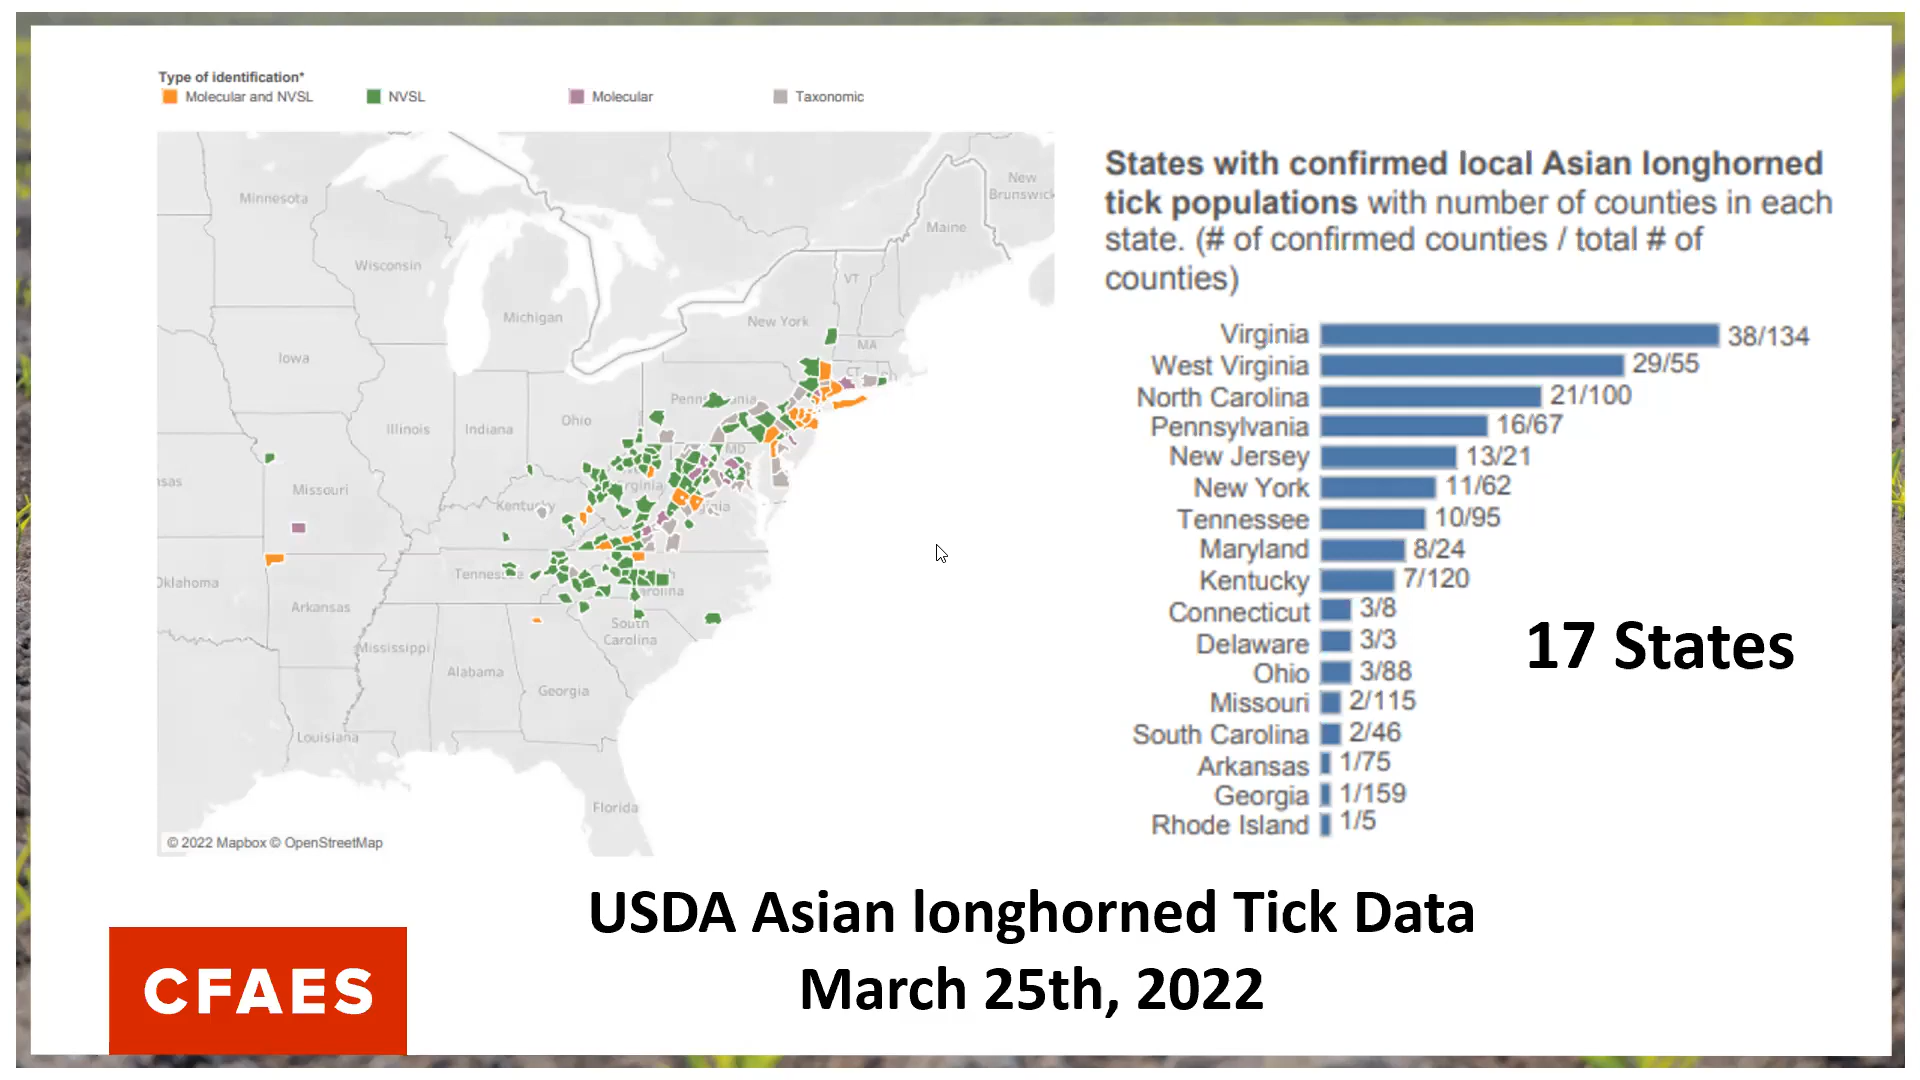 Type of identification*
Molecular and NVSL
NVSL
Molecular
Taxonomic
New
Brunswick
Minnesota
Maine
Wisconsin
VT
Michigan
New York
MA
Iowa
CT
Ohio
Illinois
Indiana
MD
Missouri
Kentucky
Oklahoma
Arkansas
South
Carolina
Mississippi
Alabama
Georgia
Louisiana
Florida
© 2022 Mapbox © OpenStreetMap
States with confirmed local Asian longhorned
tick populations with number of counties in each
state. (# of confirmed counties / total # of
counties)
Virginia 38/134
West Virginia 29/55
North Carolina 21/100
Pennsylvania 16/67
New Jersey 13/21
New York 11/62
Tennessee 10/95
Maryland 8/24
Kentucky 7/120
Connecticut 3/8
Delaware 3/3
Ohio 3/88
Missouri 2/115
South Carolina 2/46
Arkansas 1/75
Georgia 1/159
Rhode Island 1/5
17 States
USDA Asian longhorned Tick Data
March 25th, 2022
CFAES